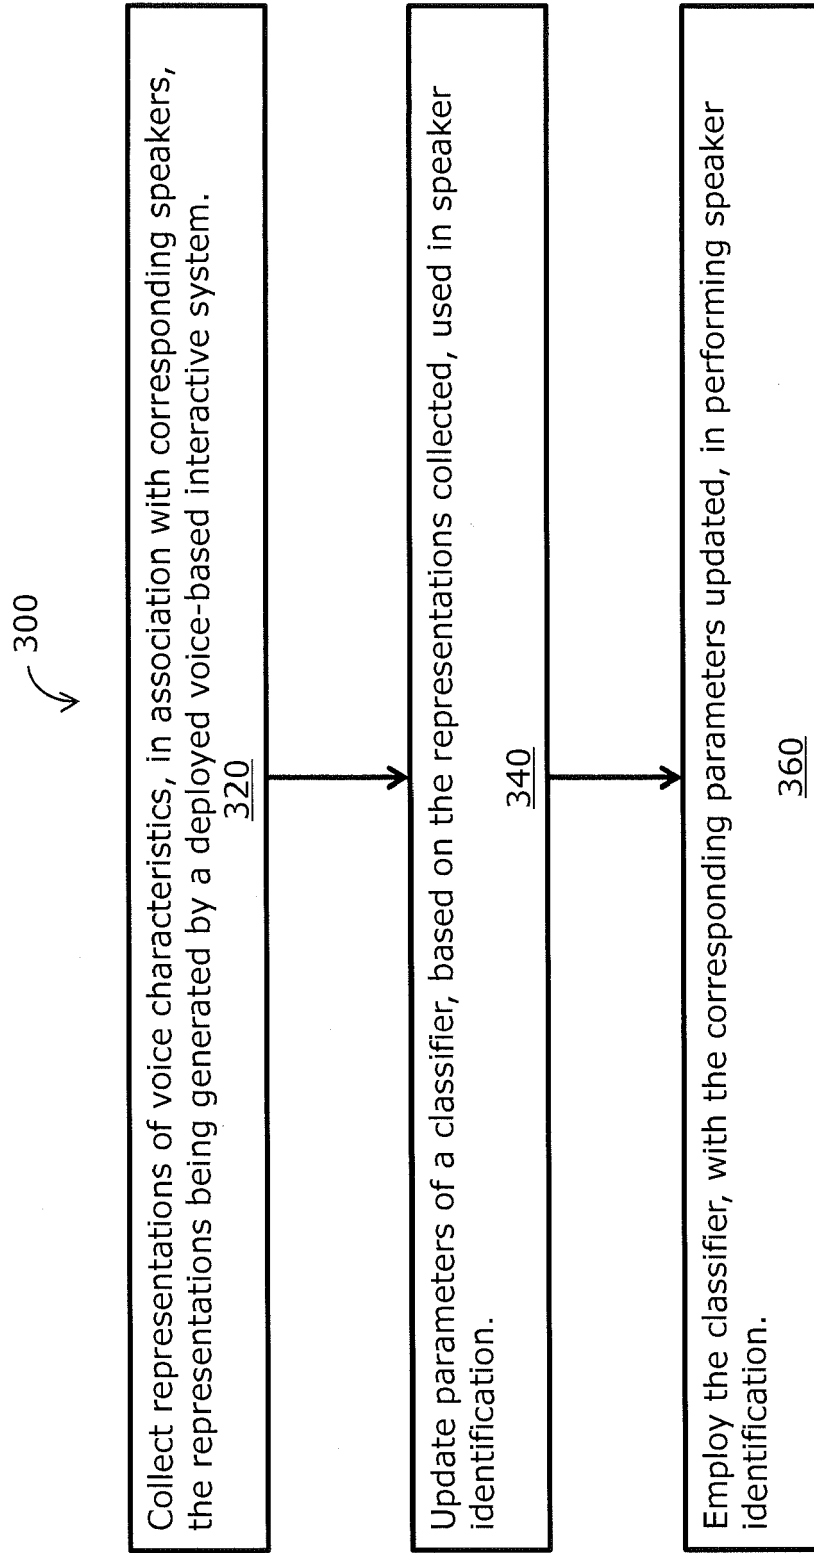 300
Collect representations of voice characteristics, in association with corresponding speakers,
the representations being generated by a deployed voice-based interactive system.
320
Update parameters of a classifier, based on the representations collected, used in speaker
identification.
340
Employ the classifier, with the corresponding parameters updated, in performing speaker
identification.
360